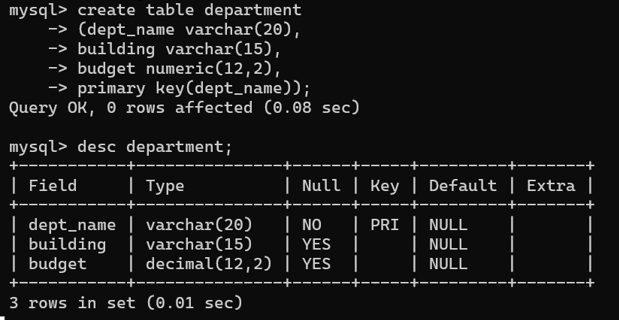 mysql> create table department
    -> (dept_name varchar(20),
    -> building varchar(15),
    -> budget numeric(12,2),
    -> primary key(dept_name));
Query OK, 0 rows affected (0.08 sec)

mysql> desc department;
+-----------+---------------+------+-----+---------+-------+
| Field     | Type          | Null | Key | Default | Extra |
+-----------+---------------+------+-----+---------+-------+
| dept_name | varchar(20)   | NO   | PRI | NULL    |       |
| building  | varchar(15)   | YES  |     | NULL    |       |
| budget    | decimal(12,2) | YES  |     | NULL    |       |
+-----------+---------------+------+-----+---------+-------+
3 rows in set (0.01 sec)